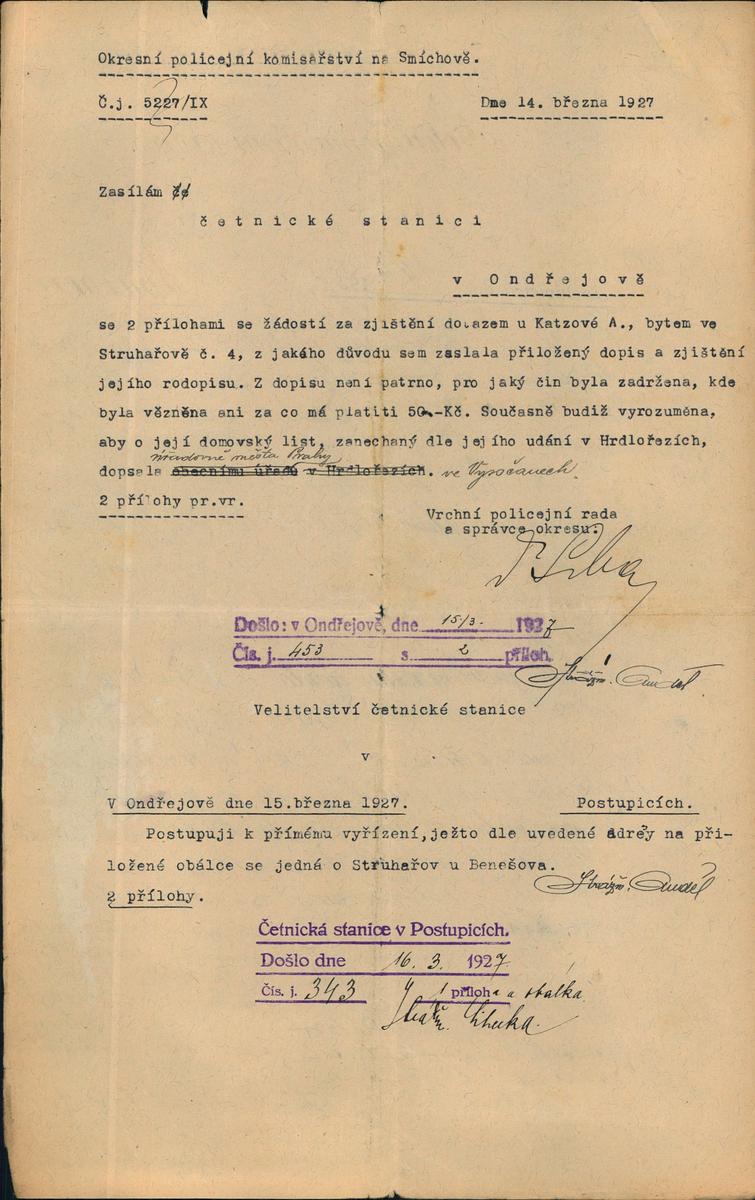 Okresní policejní komisařství na Smíchově.
Č.j. 5227/IX Dne 14. března 1927
Zasílám
četnické stanici
v Ondřejově
se 2 přílohami se žádostí za zjištění dotazem u Katzové A., bytem ve
Struhařově č. 4, z jakého důvodu sem zaslala přiložený dopis a zjištění
jejího rodopisu. Z dopisu není patrno, pro jaký čin byla zadržena, kde
byla vězněna ani za co má platiti 50.-Kč. Současně budiž vyrozuměna,
aby o její domovský list, zanechaný dle jejího udání v Hrdlořezích,
úřadovně města Prahy
dopsala obecnímu úřadu v Hrdlořezích. ve Vysočanech.
2 přílohy pr.vr.
Vrchní policejní rada
a správce okresu:
Došlo: v Ondřejově, dne 15/3. 1927
Čís. j. 453 s 2 příloh.
Strážm. Anděl
Velitelství četnické stanice
v
V Ondřejově dne 15.března 1927. Postupicích.
Postupuji k přímému vyřízení,ježto dle uvedené adresy na při-
ložené obálce se jedná o Struhařov u Benešova.
2 přílohy. Strážm. Anděl
Četnická stanice v Postupicích.
Došlo dne 16. 3. 1927
Čís. j. 343 1 příloha a obálka.
Strážm.